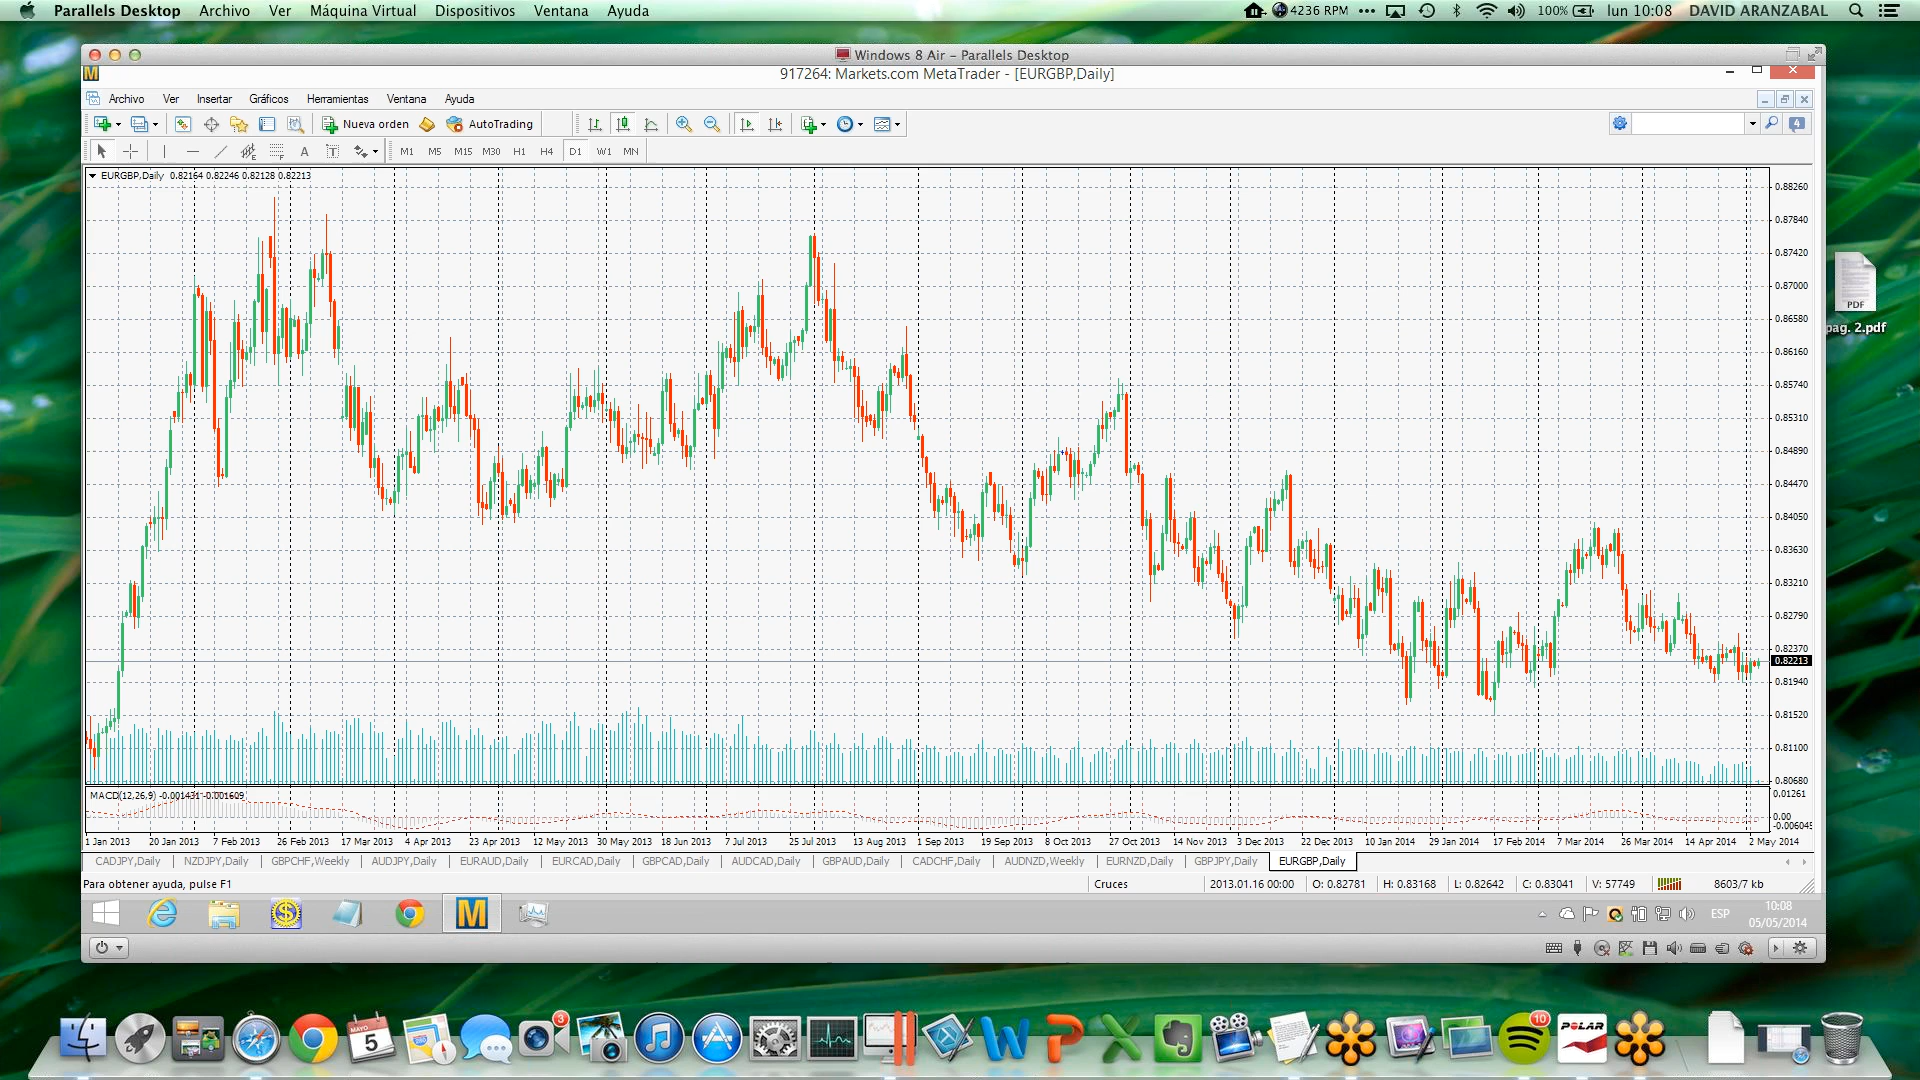 Parallels Desktop Archivo Ver Máquina Virtual Dispositivos Ventana Ayuda 4236 RPM 100% lun 10:08 DAVID ARANZABAL
Windows 8 Air – Parallels Desktop
917264: Markets.com MetaTrader - [EURGBP,Daily]
Archivo Ver Insertar Gráficos Herramientas Ventana Ayuda
Nueva orden AutoTrading 4
A T M1 M5 M15 M30 H1 H4 D1 W1 MN
EURGBP,Daily 0.82164 0.82246 0.82128 0.82213
0.88260
0.87840
0.87420
0.87000
0.86580
0.86160
0.85740
0.85310
0.84890
0.84470
0.84050
0.83630
0.83210
0.82790
0.82370
0.82213
0.81940
0.81520
0.81100
0.80680
PDF
pag. 2.pdf
MACD(12,26,9) -0.001431 -0.001609
0.01261
0.00
-0.006045
1 Jan 2013 20 Jan 2013 7 Feb 2013 26 Feb 2013 17 Mar 2013 4 Apr 2013 23 Apr 2013 12 May 2013 30 May 2013 18 Jun 2013 7 Jul 2013 25 Jul 2013 13 Aug 2013 1 Sep 2013 19 Sep 2013 8 Oct 2013 27 Oct 2013 14 Nov 2013 3 Dec 2013 22 Dec 2013 10 Jan 2014 29 Jan 2014 17 Feb 2014 7 Mar 2014 26 Mar 2014 14 Apr 2014 2 May 2014
CADJPY,Daily NZDJPY,Daily GBPCHF,Weekly AUDJPY,Daily EURAUD,Daily EURCAD,Daily GBPCAD,Daily AUDCAD,Daily GBPAUD,Daily CADCHF,Daily AUDNZD,Weekly EURNZD,Daily GBPJPY,Daily EURGBP,Daily
Para obtener ayuda, pulse F1 Cruces 2013.01.16 00:00 O: 0.82781 H: 0.83168 L: 0.82642 C: 0.83041 V: 57749 8603/7 kb
M ESP 10:08
05/05/2014
MAYO
5
3
W P X
10
POLAR